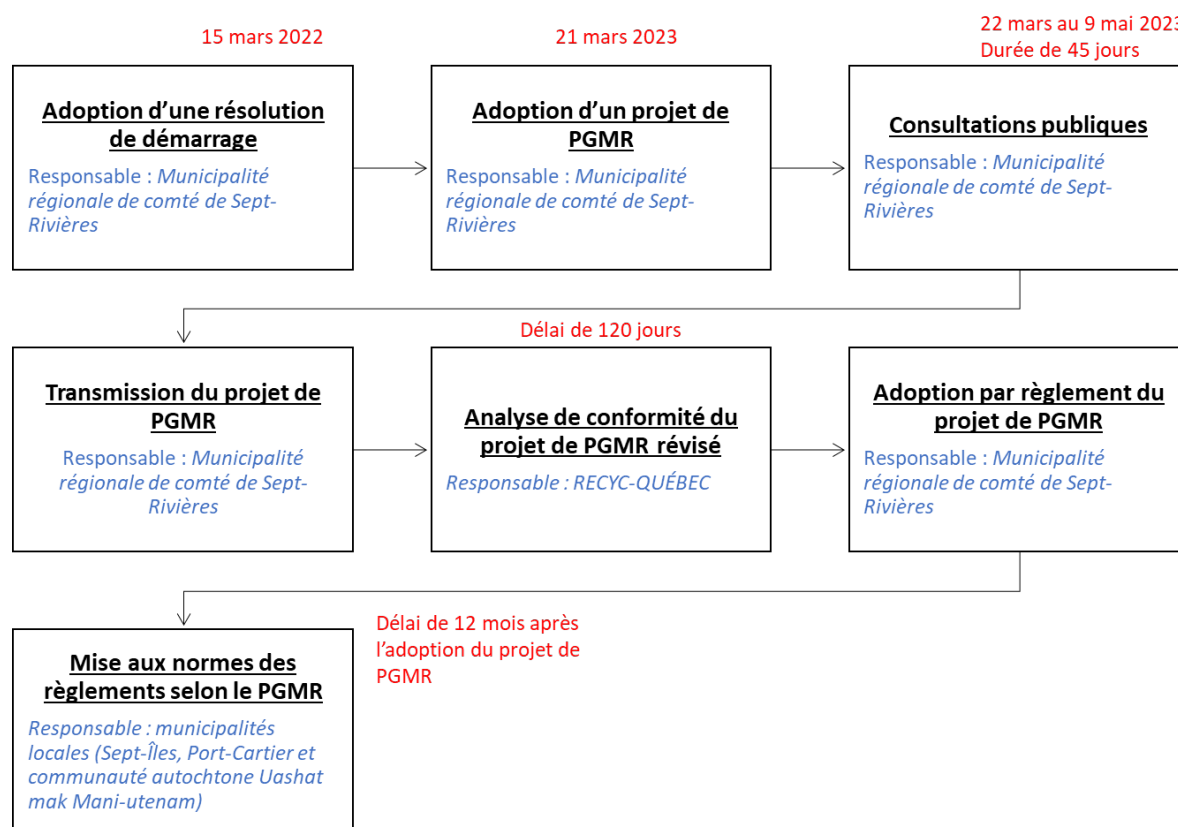 15 mars 2022
21 mars 2023
22 mars au 9 mai 2023
Durée de 45 jours
Adoption d’une résolution
de démarrage
Responsable : Municipalité
régionale de comté de Sept-
Rivières
Adoption d’un projet de
PGMR
Responsable : Municipalité
régionale de comté de Sept-
Rivières
Consultations publiques
Responsable : Municipalité
régionale de comté de Sept-
Rivières
Délai de 120 jours
Transmission du projet de
PGMR
Responsable : Municipalité
régionale de comté de Sept-
Rivières
Analyse de conformité du
projet de PGMR révisé
Responsable : RECYC-QUÉBEC
Adoption par règlement du
projet de PGMR
Responsable : Municipalité
régionale de comté de Sept-
Rivières
Délai de 12 mois après
l’adoption du projet de
PGMR
Mise aux normes des
règlements selon le PGMR
Responsable : municipalités
locales (Sept-Îles, Port-Cartier et
communauté autochtone Uashat
mak Mani-utenam)